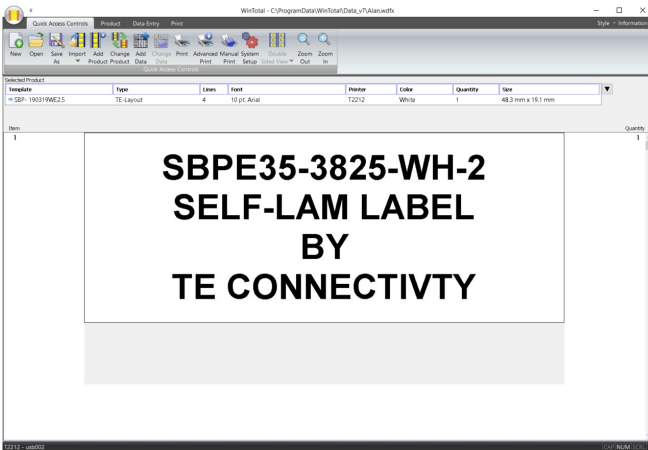 WinTotal - C:\ProgramData\WinTotal\Data_v7\Alan.wdfx
Quick Access Controls Product Data Entry Print Style Information
New Open Save As Import Add Product Change Product Add Data Change Data Print Advanced Print Manual Print System Setup Double Sided View Zoom Out Zoom In
Quick Access Controls
Selected Product
Template Type Lines Font Printer Color Quantity Size
SBP- 190319WE2.5 TE-Layout 4 10 pt. Arial T2212 White 1 48.3 mm x 19.1 mm
Item Quantity
1 1
SBPE35-3825-WH-2
SELF-LAM LABEL
BY
TE CONNECTIVTY
T2212 - usb002 CAP NUM SCRL